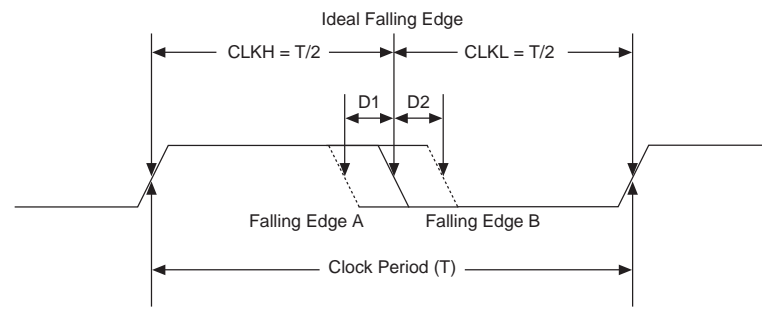 Ideal Falling Edge
CLKH = T/2
CLKL = T/2
D1
D2
Falling Edge A
Falling Edge B
Clock Period (T)